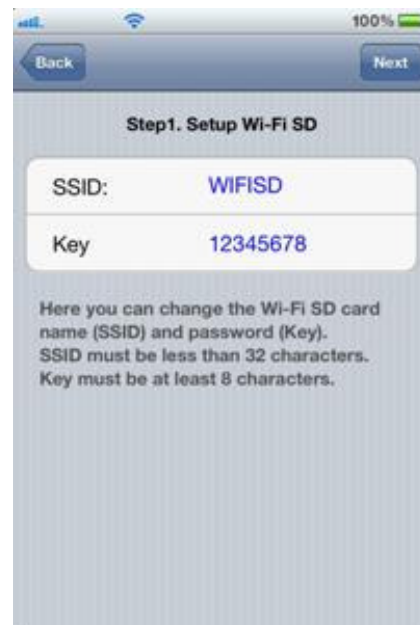 100%
Back
Next
Step1. Setup Wi-Fi SD
SSID: WIFISD
Key 12345678
Here you can change the Wi-Fi SD card
name (SSID) and password (Key).
SSID must be less than 32 characters.
Key must be at least 8 characters.